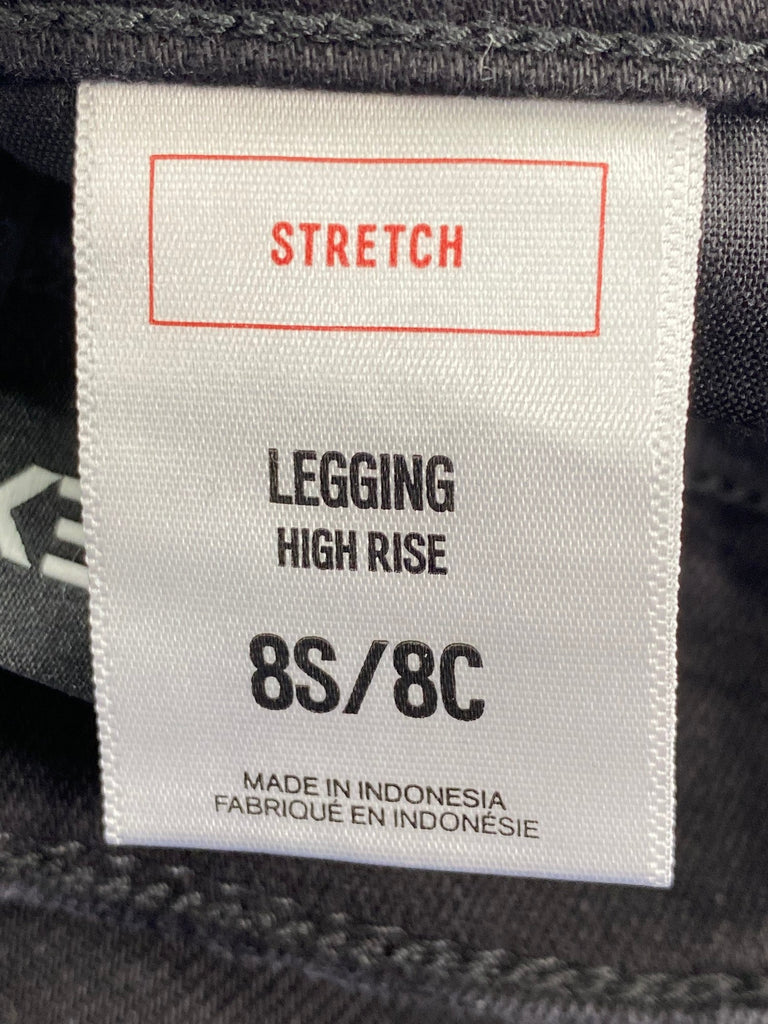 STRETCH
LEGGING
HIGH RISE
8S/8C
MADE IN INDONESIA
FABRIQUÉ EN INDONÉSIE